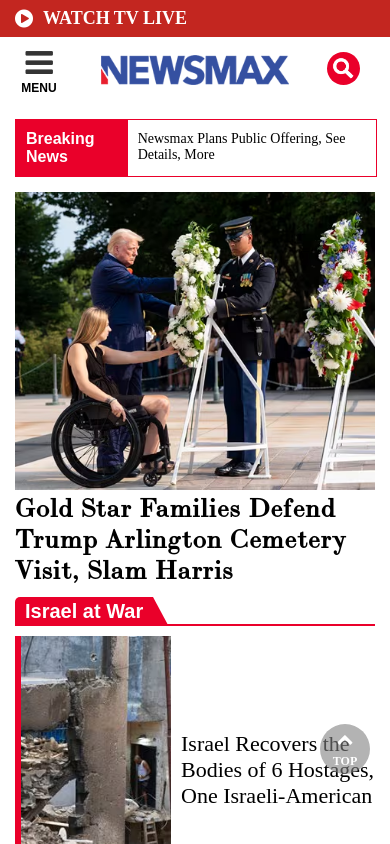 WATCH TV LIVE
MENU
NEWSMAX
Breaking
News
Newsmax Plans Public Offering, See
Details, More
Gold Star Families Defend
Trump Arlington Cemetery
Visit, Slam Harris
Israel at War
Israel Recovers the
Bodies of 6 Hostages,
One Israeli-American
TOP